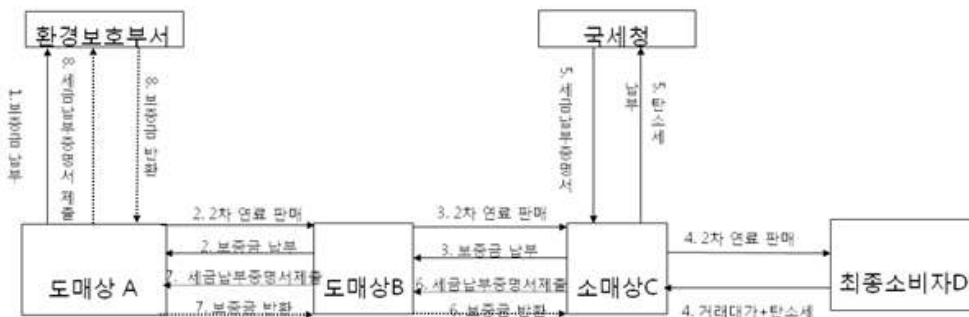 환경보호부서
국세청
1. 보증금 납부
8. 세금납부증명서 제출
8. 보증금 반환
5. 세금납부증명서
5. 탄소세
납부
2. 2차 연료 판매
3. 2차 연료 판매
2. 보증금 납부
3. 보증금 납부
4. 2차 연료 판매
7. 세금납부증명서제출
6. 세금납부증명서제출
도매상 A
도매상B
소매상C
최종소비자D
7. 보증금 반환
6. 보증금 반환
4. 거래대가+탄소세